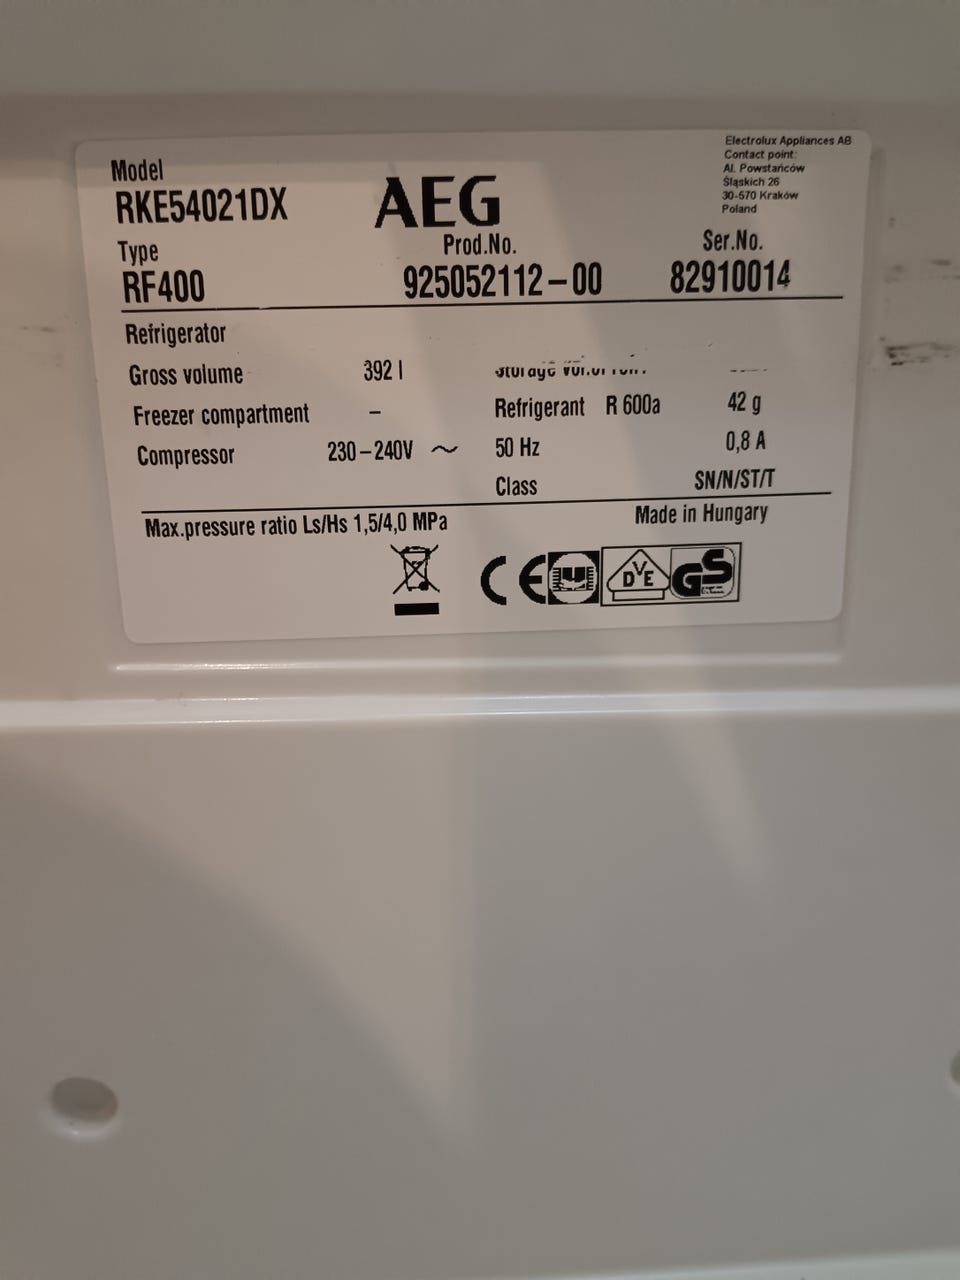 Electrolux Appliances AB
Contact point:
Al. Powstańców
Śląskich 26
30-570 Kraków
Poland
Model
RKE54021DX
AEG
Type
RF400
Prod.No.
925052112-00
Ser.No.
82910014
Refrigerator
Gross volume 392 l
Freezer compartment – Refrigerant R 600a 42 g
Compressor 230-240V ~ 50 Hz 0,8 A
Class SN/N/ST/T
Max.pressure ratio Ls/Hs 1,5/4,0 MPa Made in Hungary
CE DVE GS